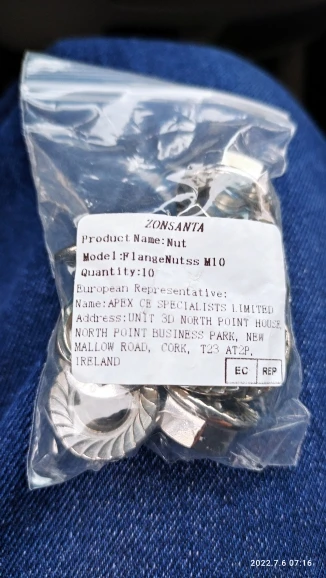 ZONSANTA
Product Name:Nut
Model:FlangeNutss M10
Quantity:10
European Representative:
Name:APEX CE SPECIALISTS LIMITED
Address:UNIT 3D NORTH POINT HOUSE
NORTH POINT BUSINESS PARK, NEW
MALLOW ROAD, CORK, T23 AT2P,
IRELAND
EC REP
2022.7.6 07:16